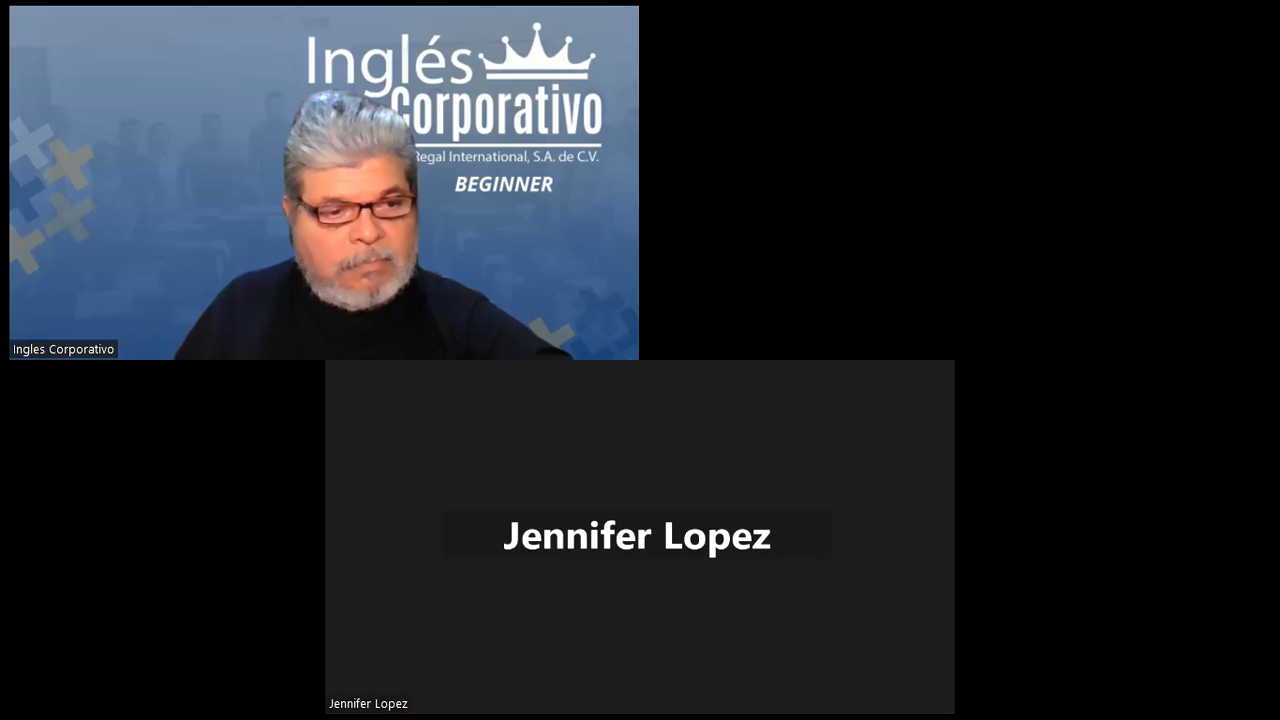 Inglés
Corporativo
Regal International, S.A. de C.V.
BEGINNER
Ingles Corporativo
Jennifer Lopez
Jennifer Lopez